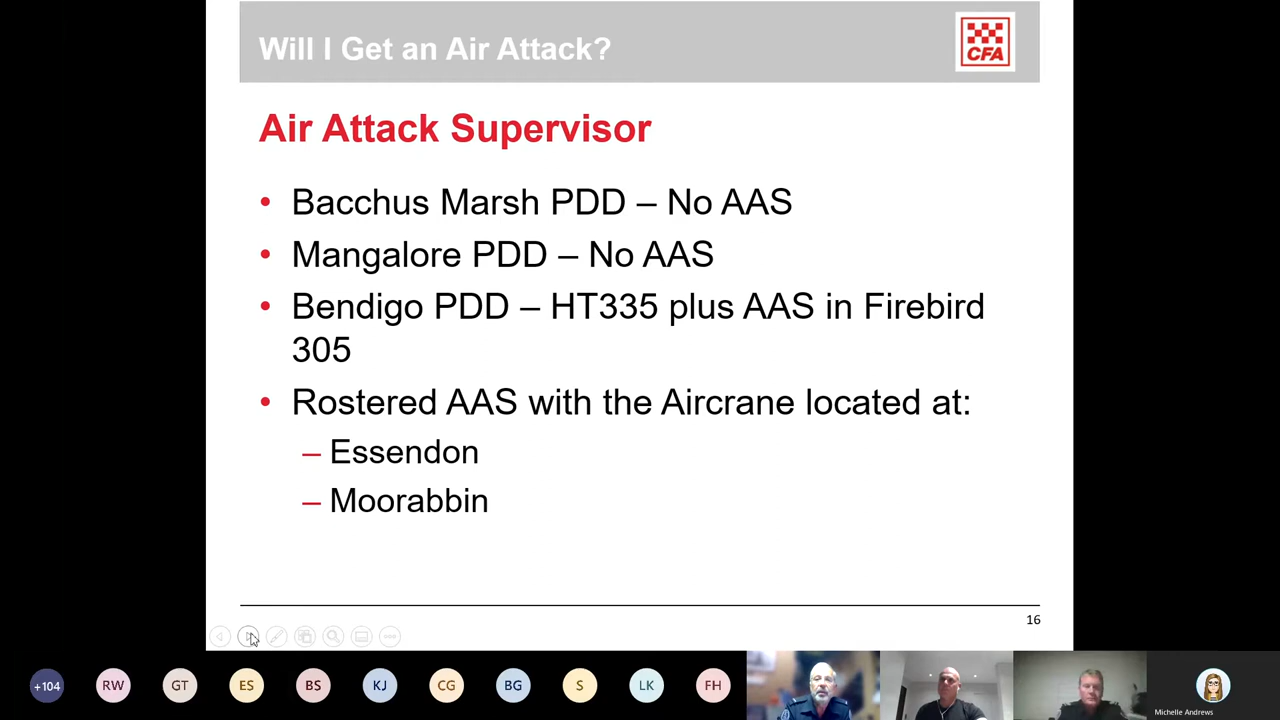 Will I Get an Air Attack?
CFA
Air Attack Supervisor
• Bacchus Marsh PDD – No AAS
• Mangalore PDD – No AAS
• Bendigo PDD – HT335 plus AAS in Firebird
305
• Rostered AAS with the Aircrane located at:
– Essendon
– Moorabbin
16
+104 RW GT ES BS KJ CG BG S LK FH
Michelle Andrews